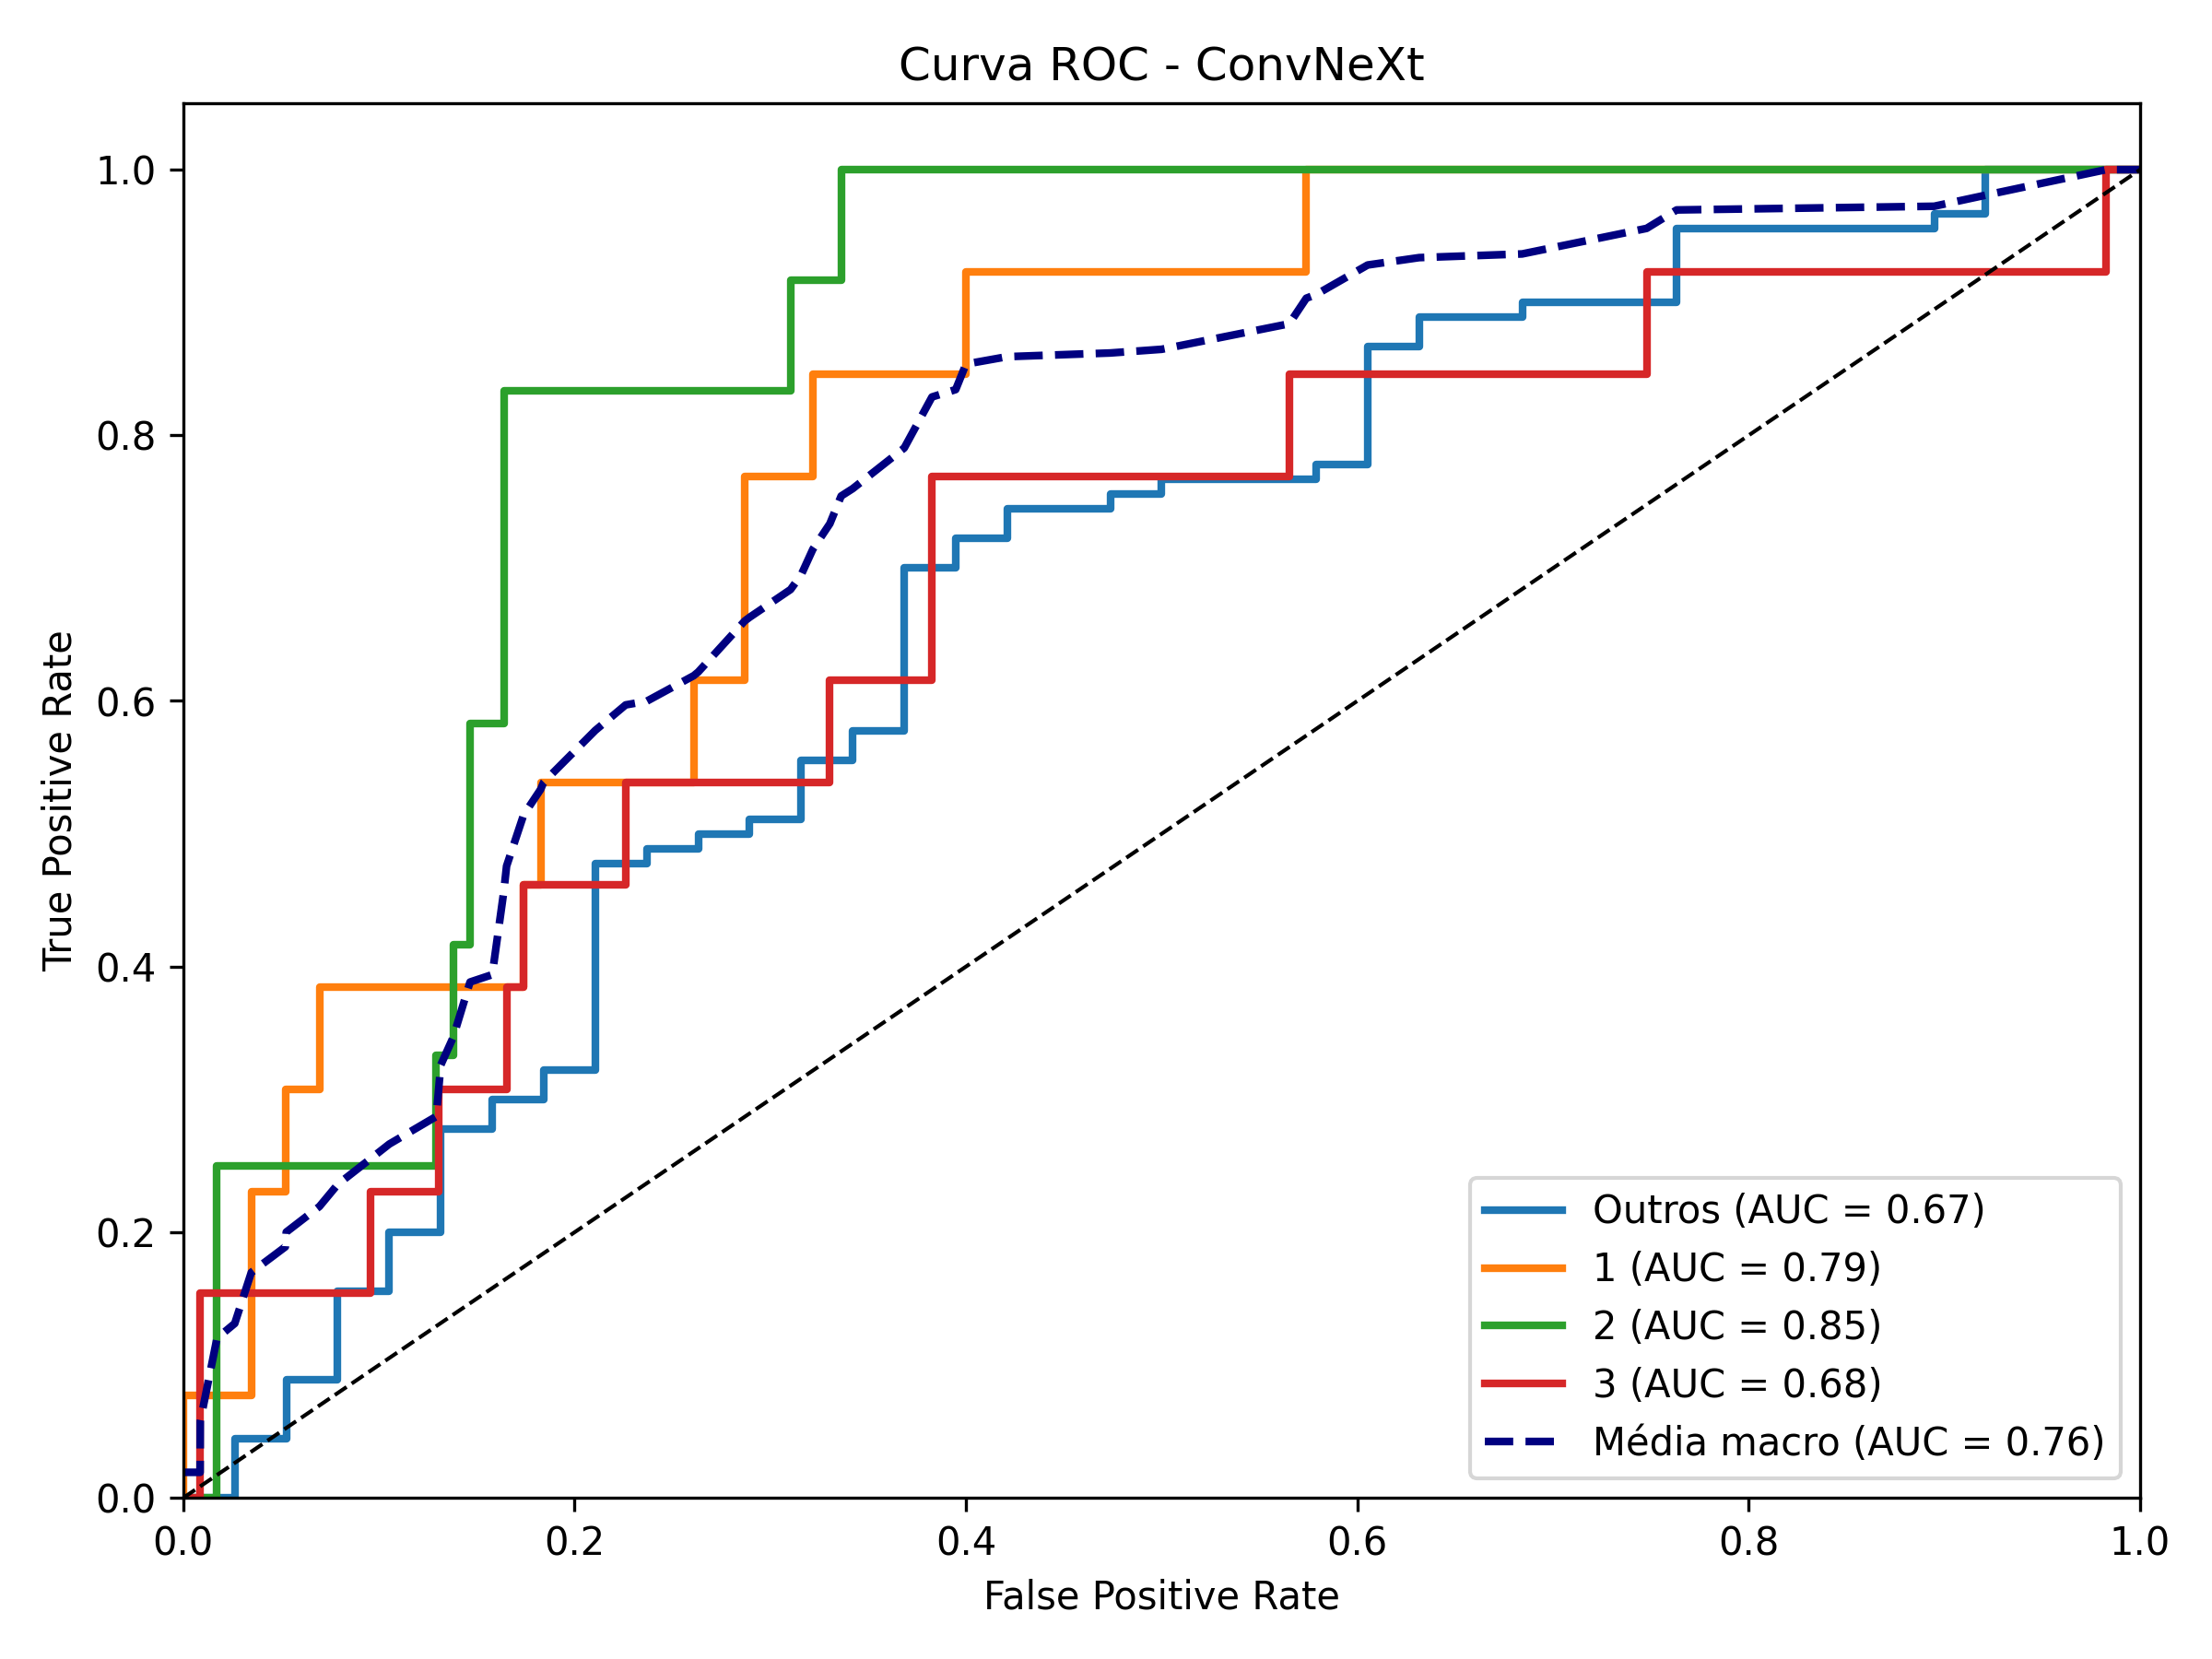 Curva ROC - ConvNeXt
True Positive Rate
1.0
0.8
0.6
0.4
0.2
0.0
0.0 0.2 0.4 0.6 0.8 1.0
False Positive Rate
Outros (AUC = 0.67)
1 (AUC = 0.79)
2 (AUC = 0.85)
3 (AUC = 0.68)
Média macro (AUC = 0.76)